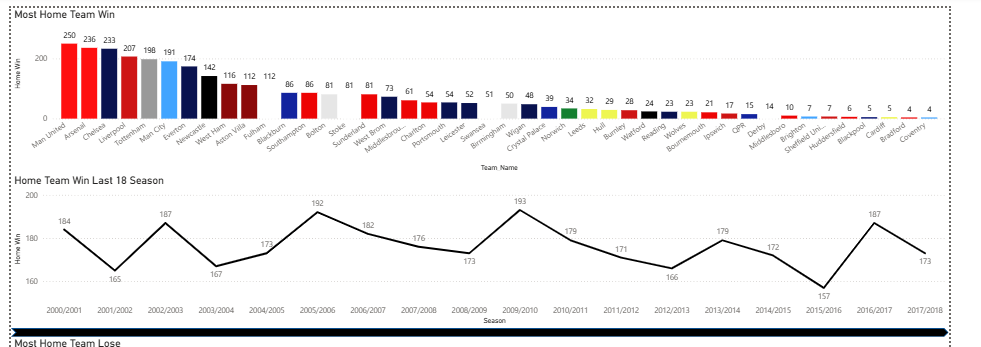 Most Home Team Win
250 236 233 207 198 191 174 142 116 112 112 86 86 81 81 81 73 61 54 54 52 51 50 48 39 34 32 29 28 24 23 23 21 17 15 14 10 7 7 6 5 5 4 4
200
0
Home Win
Man United Arsenal Chelsea Liverpool Tottenham Man City Everton Newcastle West Ham Aston Villa Fulham Blackburn Southampton Bolton Stoke Sunderland West Brom Middlesbrou... Charlton Portsmouth Leicester Swansea Birmingham Wigan Crystal Palace Norwich Leeds Hull Burnley Watford Reading Wolves Bournemouth Ipswich QPR Derby Middlesboro Brighton Sheffield Uni... Huddersfield Blackpool Cardiff Bradford Coventry
Team_Name
Home Team Win Last 18 Season
200
180
160
Home Win
184 165 187 167 173 192 182 176 173 193 179 171 166 179 172 157 187 173
2000/2001 2001/2002 2002/2003 2003/2004 2004/2005 2005/2006 2006/2007 2007/2008 2008/2009 2009/2010 2010/2011 2011/2012 2012/2013 2013/2014 2014/2015 2015/2016 2016/2017 2017/2018
Season
Most Home Team Lose